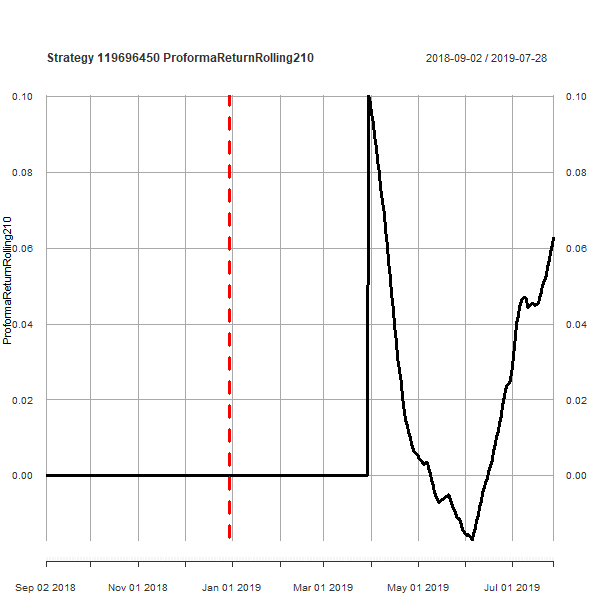 Strategy 119696450 ProformaReturnRolling210
2018-09-02 / 2019-07-28
ProformaReturnRolling210
0.10
0.10
0.08
0.08
0.06
0.06
0.04
0.04
0.02
0.02
0.00
0.00
Sep 02 2018
Nov 01 2018
Jan 01 2019
Mar 01 2019
May 01 2019
Jul 01 2019